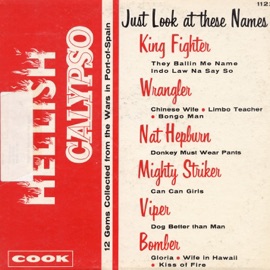 1123
HELLISH
CALYPSO
12 Gems Collected from the Wars in Port-of-Spain
COOK
Just Look at these Names
King Fighter
They Ballin Me Name
Indo Law Na Say So
Wrangler
Chinese Wife • Limbo Teacher
• Bongo Man
Nat Hepburn
Donkey Must Wear Pants
Mighty Striker
Can Can Girls
Viper
Dog Better than Man
Bomber
Gloria • Wife in Hawaii
• Kiss of Fire